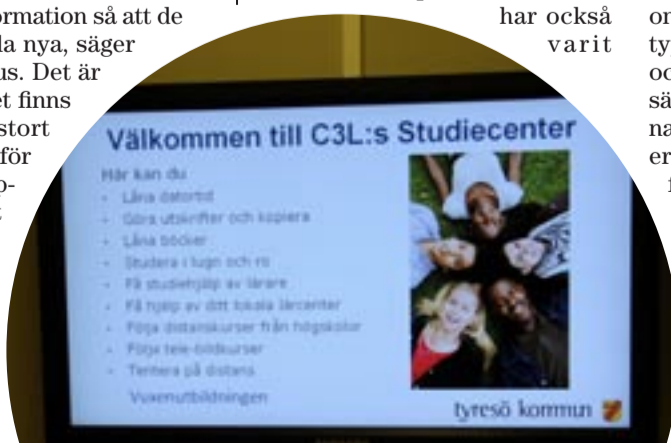 ormation så att de
la nya, säger
us. Det är
et finns
stort
för
p-
t
har också
varit
on
ty
oc
sä
na
er
f
Välkommen till C3L:s Studiecenter
Här kan du
- Låna datortid
- Göra utskrifter och kopiera
- Låna böcker
- Studera i lugn och ro
- Få studiehjälp av lärare
- Få hjälp av ditt lokala lärcenter
- Följa distanskurser från högskolor
- Följa tele-bildkurser
- Tentera på distans
Vuxenutbildningen
tyresö kommun